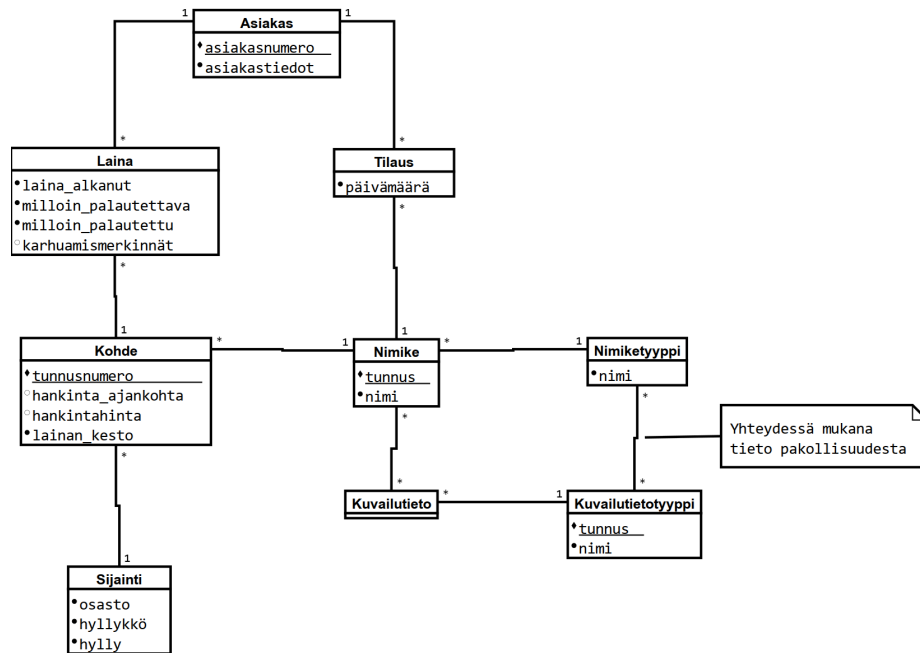 Asiakas
asiakasnumero
asiakastiedot
1
1
*
*
Laina
laina_alkanut
milloin_palautettava
milloin_palautettu
karhuamismerkinnät
*
Tilaus
päivämäärä
*
1
Kohde
tunnusnumero
hankinta_ajankohta
hankintahinta
lainan_kesto
*
*
1
1
Nimike
tunnus
nimi
*
*
1
Nimiketyyppi
nimi
*
Yhteydessä mukana
tieto pakollisuudesta
*
Kuvailutieto
*
1
*
Kuvailutietotyyppi
tunnus
nimi
1
Sijainti
osasto
hyllykkö
hylly